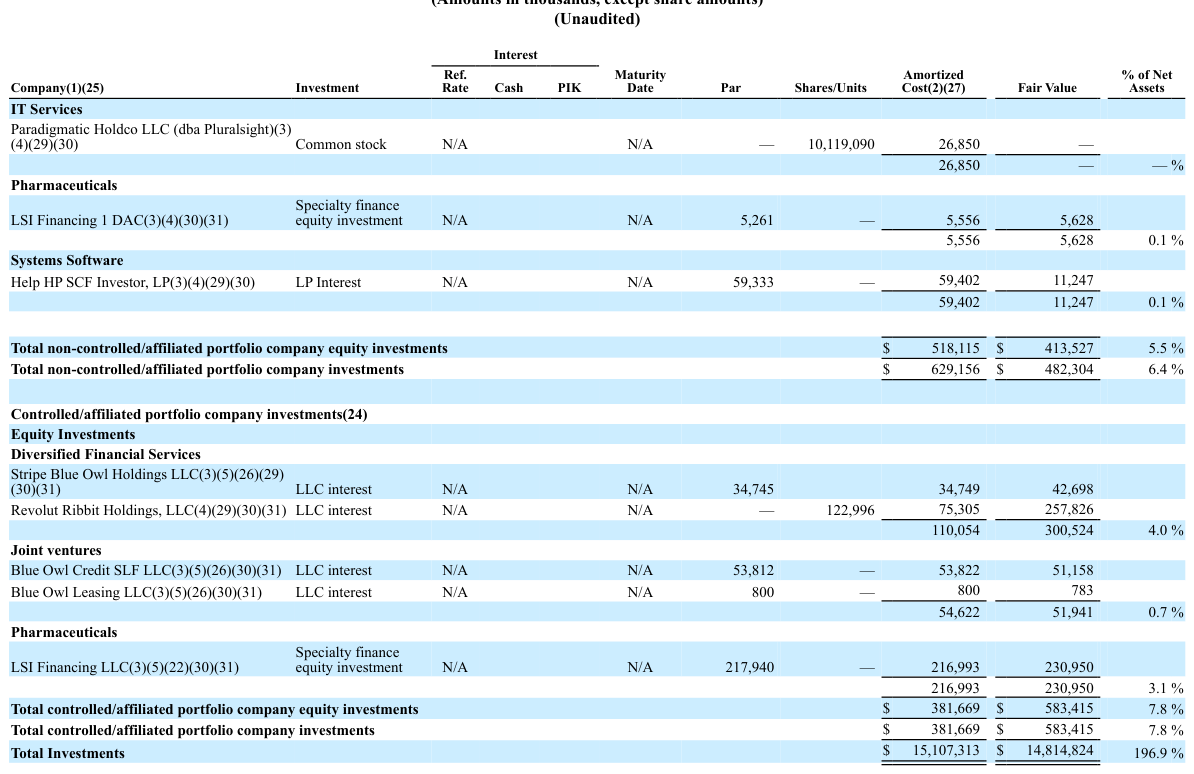 (Amounts in thousands, except share amounts)
(Unaudited)
Interest
Company(1)(25) Investment Ref. Rate Cash PIK Maturity Date Par Shares/Units Amortized Cost(2)(27) Fair Value % of Net Assets
IT Services
Paradigmatic Holdco LLC (dba Pluralsight)(3)
(4)(29)(30) Common stock N/A N/A — 10,119,090 26,850 —
26,850 — — %
Pharmaceuticals
Specialty finance
LSI Financing 1 DAC(3)(4)(30)(31) equity investment N/A N/A 5,261 — 5,556 5,628
5,556 5,628 0.1 %
Systems Software
Help HP SCF Investor, LP(3)(4)(29)(30) LP Interest N/A N/A 59,333 — 59,402 11,247
59,402 11,247 0.1 %
Total non-controlled/affiliated portfolio company equity investments $ 518,115 $ 413,527 5.5 %
Total non-controlled/affiliated portfolio company investments $ 629,156 $ 482,304 6.4 %
Controlled/affiliated portfolio company investments(24)
Equity Investments
Diversified Financial Services
Stripe Blue Owl Holdings LLC(3)(5)(26)(29)
(30)(31) LLC interest N/A N/A 34,745 34,749 42,698
Revolut Ribbit Holdings, LLC(4)(29)(30)(31) LLC interest N/A N/A — 122,996 75,305 257,826
110,054 300,524 4.0 %
Joint ventures
Blue Owl Credit SLF LLC(3)(5)(26)(30)(31) LLC interest N/A N/A 53,812 — 53,822 51,158
Blue Owl Leasing LLC(3)(5)(26)(30)(31) LLC interest N/A N/A 800 — 800 783
54,622 51,941 0.7 %
Pharmaceuticals
Specialty finance
LSI Financing LLC(3)(5)(22)(30)(31) equity investment N/A N/A 217,940 — 216,993 230,950
216,993 230,950 3.1 %
Total controlled/affiliated portfolio company equity investments $ 381,669 $ 583,415 7.8 %
Total controlled/affiliated portfolio company investments $ 381,669 $ 583,415 7.8 %
Total Investments $ 15,107,313 $ 14,814,824 196.9 %